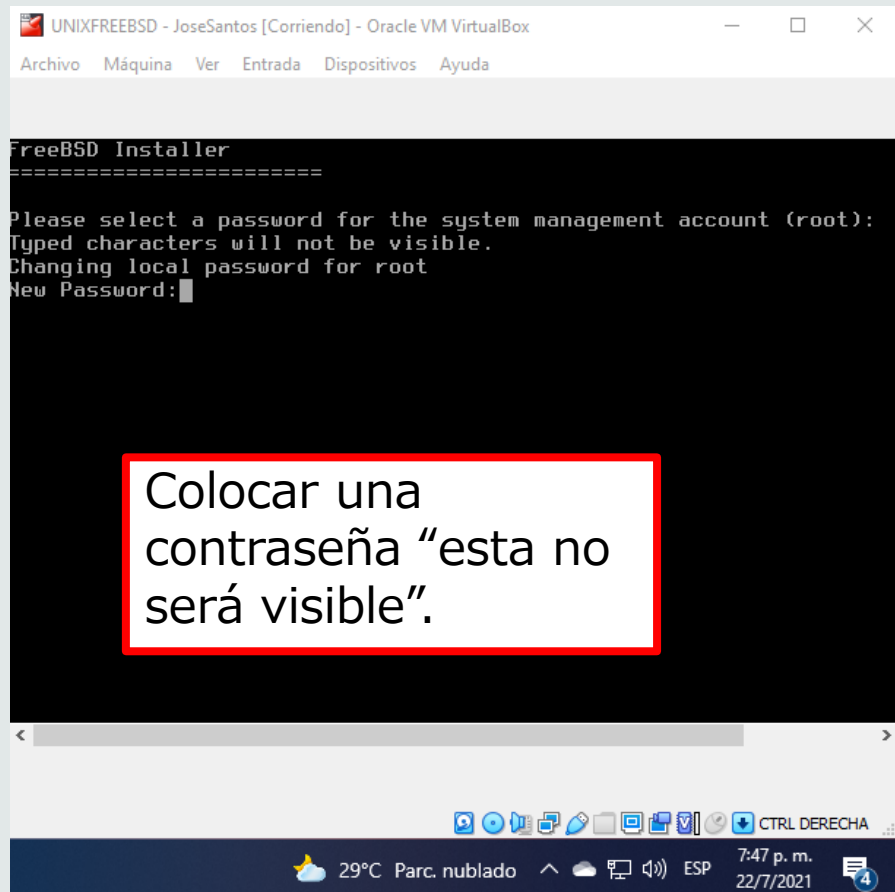 UNIXFREEBSD - JoseSantos [Corriendo] - Oracle VM VirtualBox
Archivo Máquina Ver Entrada Dispositivos Ayuda
FreeBSD Installer
========================
Please select a password for the system management account (root):
Typed characters will not be visible.
Changing local password for root
New Password:
Colocar una
contraseña “esta no
será visible”.
CTRL DERECHA
29°C Parc. nublado ESP 7:47 p. m.
22/7/2021
4